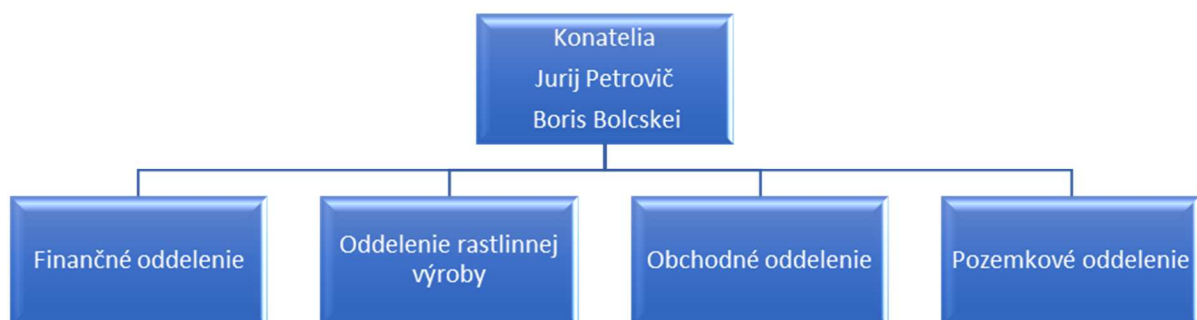 Konatelia
Jurij Petrovič
Boris Bolcskei
Finančné oddelenie
Oddelenie rastlinnej
výroby
Obchodné oddelenie
Pozemkové oddelenie